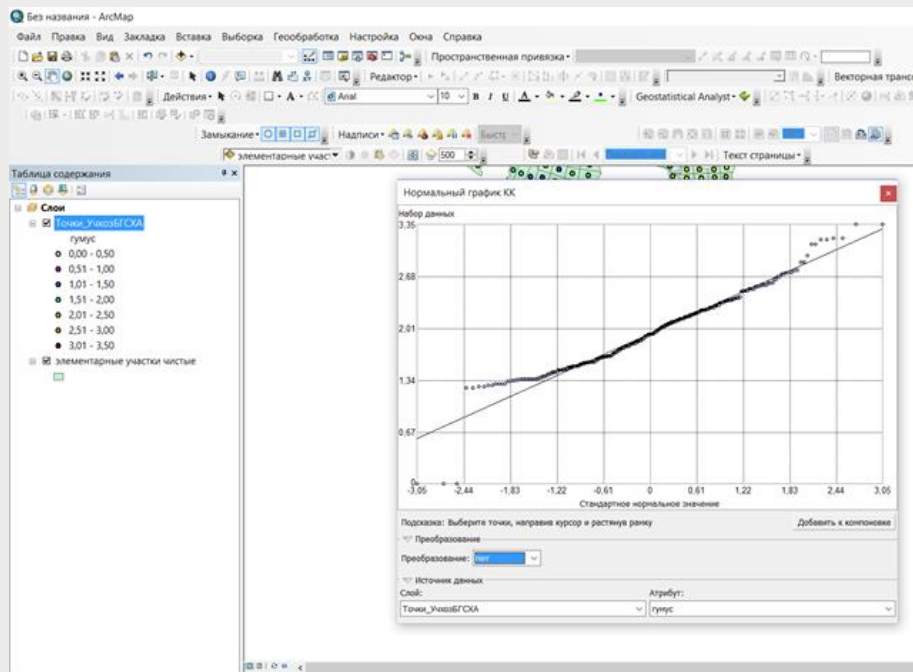 Без названия - ArcMap
Файл Правка Вид Закладка Вставка Выборка Геообработка Настройка Окна Справка
Пространственная привязка
Редактор Векторная транс
Действия A Arial 10 B I U A Geostatistical Analyst
Замыкание Надписи Быстр
элементарные учас 500 Текст страницы
Таблица содержания
Слои
Точки_УчхозБГСХА
гумус
0,00 - 0,50
0,51 - 1,00
1,01 - 1,50
1,51 - 2,00
2,01 - 2,50
2,51 - 3,00
3,01 - 3,50
элементарные участки чистые
Нормальный график КК
Набор данных
3,35
2,68
2,01
1,34
0,67
0
-3,05 -2,44 -1,83 -1,22 -0,61 0 0,61 1,22 1,83 2,44 3,05
Стандартное нормальное значение
Подсказка: Выберите точки, направив курсор и растянув рамку Добавить к компоновке
Преобразование
Преобразование: Нет
Источник данных
Слой: Атрибут:
Точки_УчхозБГСХА гумус